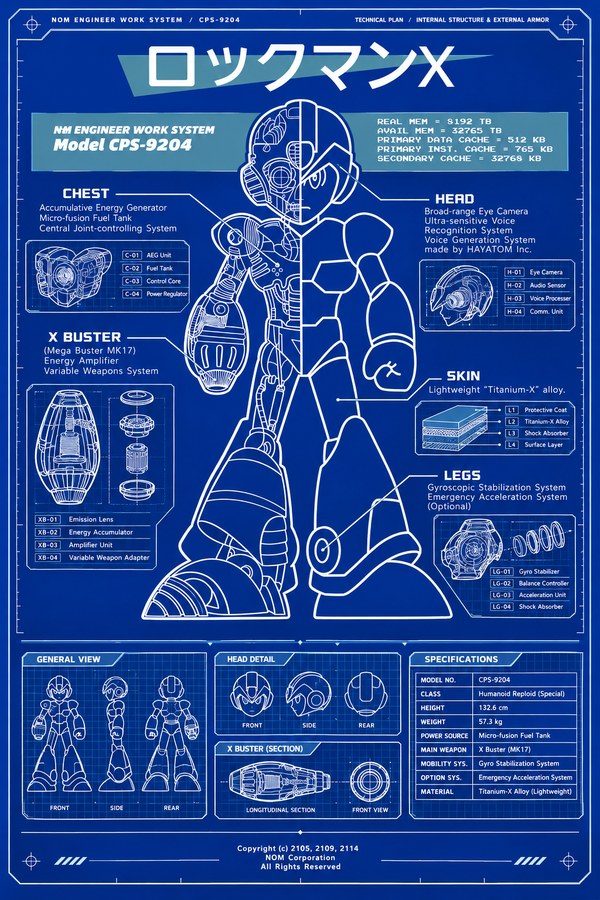 NOM ENGINEER WORK SYSTEM / CPS-9204
TECHNICAL PLAN / INTERNAL STRUCTURE & EXTERNAL ARMOR
ロックマンX
NM ENGINEER WORK SYSTEM
Model CPS-9204
REAL MEM = 8192 TB
AVAIL MEM = 32765 TB
PRIMARY DATA CACHE = 512 KB
PRIMARY INST. CACHE = 765 KB
SECONDARY CACHE = 32768 KB
CHEST
Accumulative Energy Generator
Micro-fusion Fuel Tank
Central Joint-controlling System
C-01 AEG Unit
C-02 Fuel Tank
C-03 Control Core
C-04 Power Regulator
HEAD
Broad-range Eye Camera
Ultra-sensitive Voice
Recognition System
Voice Generation System
made by HAYATOM Inc.
H-01 Eye Camera
H-02 Audio Sensor
H-03 Voice Processer
H-04 Comm. Unit
X BUSTER
(Mega Buster MK17)
Energy Amplifier
Variable Weapons System
XB-01 Emission Lens
XB-02 Energy Accumulator
XB-03 Amplifier Unit
XB-04 Variable Weapon Adapter
SKIN
Lightweight "Titanium-X" alloy.
L1 Protective Coat
L2 Titanium-X Alloy
L3 Shock Absorber
L4 Surface Layer
LEGS
Gyroscopic Stabilization System
Emergency Acceleration System
(Optional)
LG-01 Gyro Stabilizer
LG-02 Balance Controller
LG-03 Acceleration Unit
LG-04 Shock Absorber
GENERAL VIEW
FRONT
SIDE
REAR
HEAD DETAIL
FRONT
SIDE
REAR
X BUSTER (SECTION)
LONGITUDINAL SECTION
FRONT VIEW
SPECIFICATIONS
MODEL NO. CPS-9204
CLASS Humanoid Reploid (Special)
HEIGHT 132.6 cm
WEIGHT 57.3 kg
POWER SOURCE Micro-fusion Fuel Tank
MAIN WEAPON X Buster (MK17)
MOBILITY SYS. Gyro Stabilization System
OPTION SYS. Emergency Acceleration System
MATERIAL Titanium-X Alloy (Lightweight)
Copyright (c) 2105, 2109, 2114
NOM Corporation
All Rights Reserved